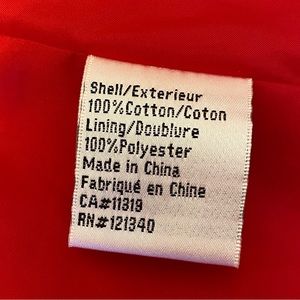 Shell/Exterieur
100%Cotton/Coton
Lining/Doublure
100%Polyester
Made in China
Fabriqué en Chine
CA#11319
RN#121340